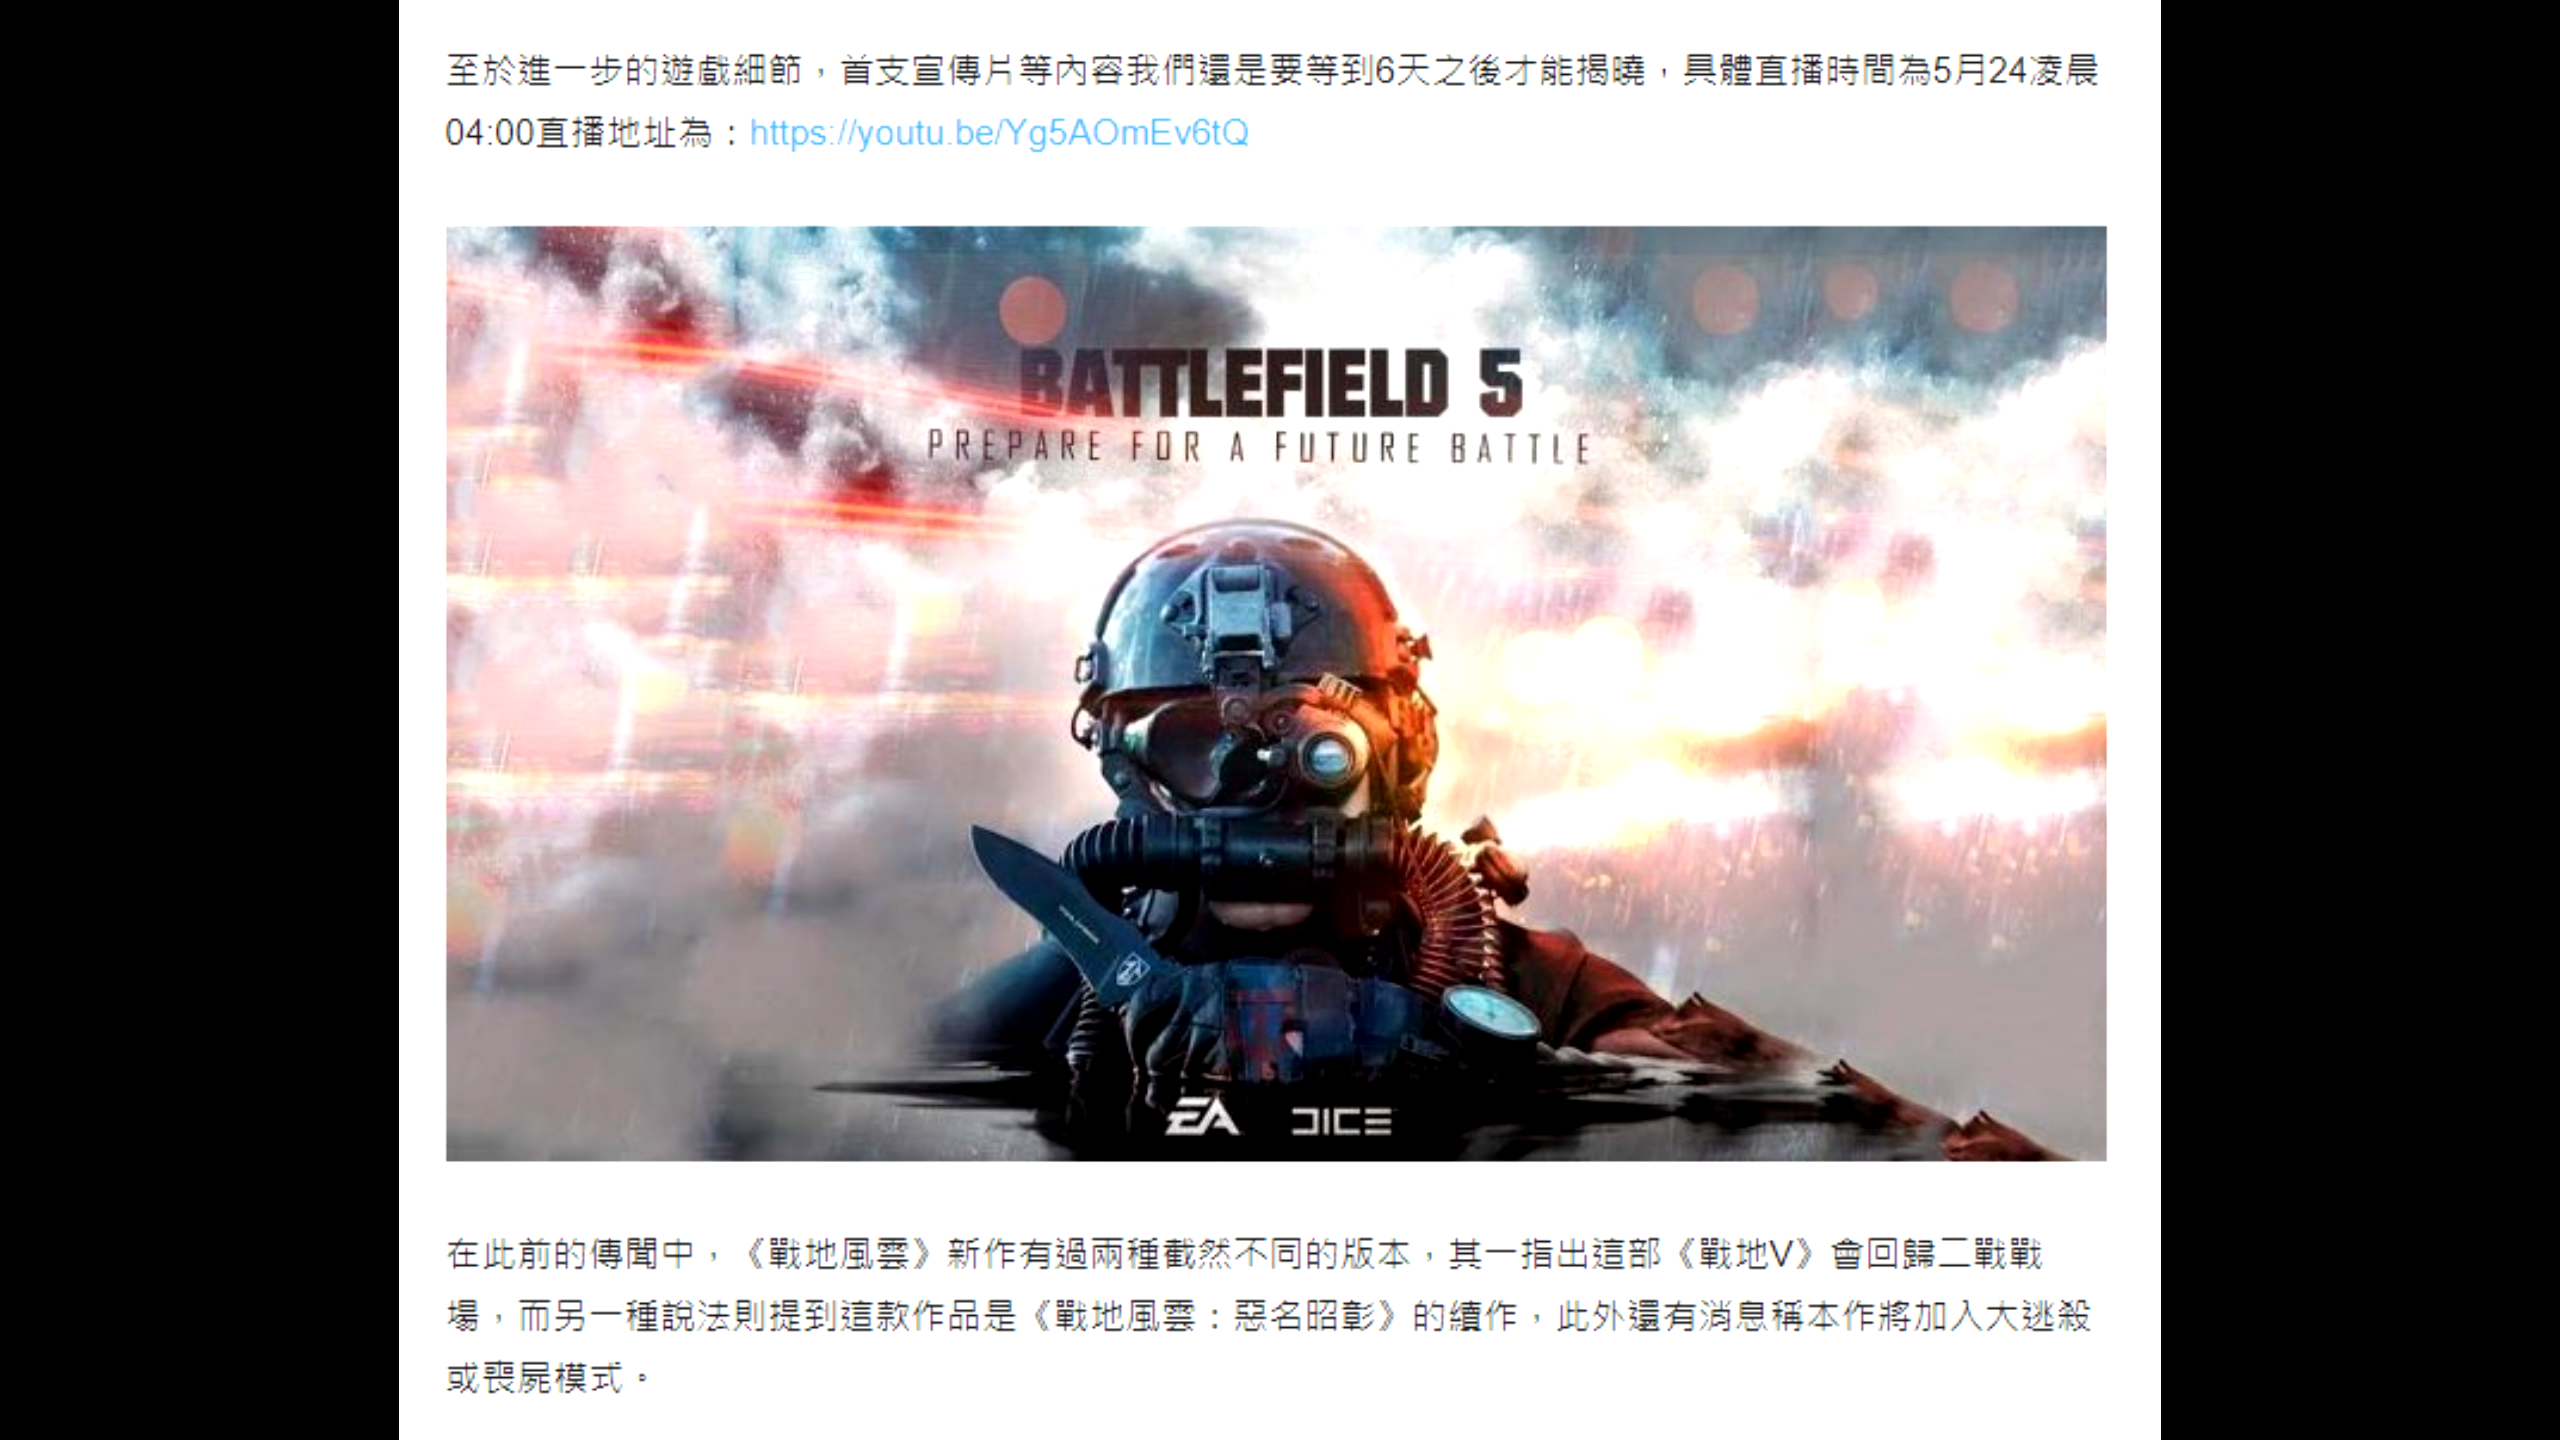 至於進一步的遊戲細節，首支宣傳片等內容我們還是要等到6天之後才能揭曉，具體直播時間為5月24凌晨
04:00直播地址為：https://youtu.be/Yg5AOmEv6tQ
BATTLEFIELD 5
PREPARE FOR A FUTURE BATTLE
EA DICE
在此前的傳聞中，《戰地風雲》新作有過兩種截然不同的版本，其一指出這部《戰地V》會回歸二戰戰
場，而另一種說法則提到這款作品是《戰地風雲：惡名昭彰》的續作，此外還有消息稱本作將加入大逃殺
或喪屍模式。